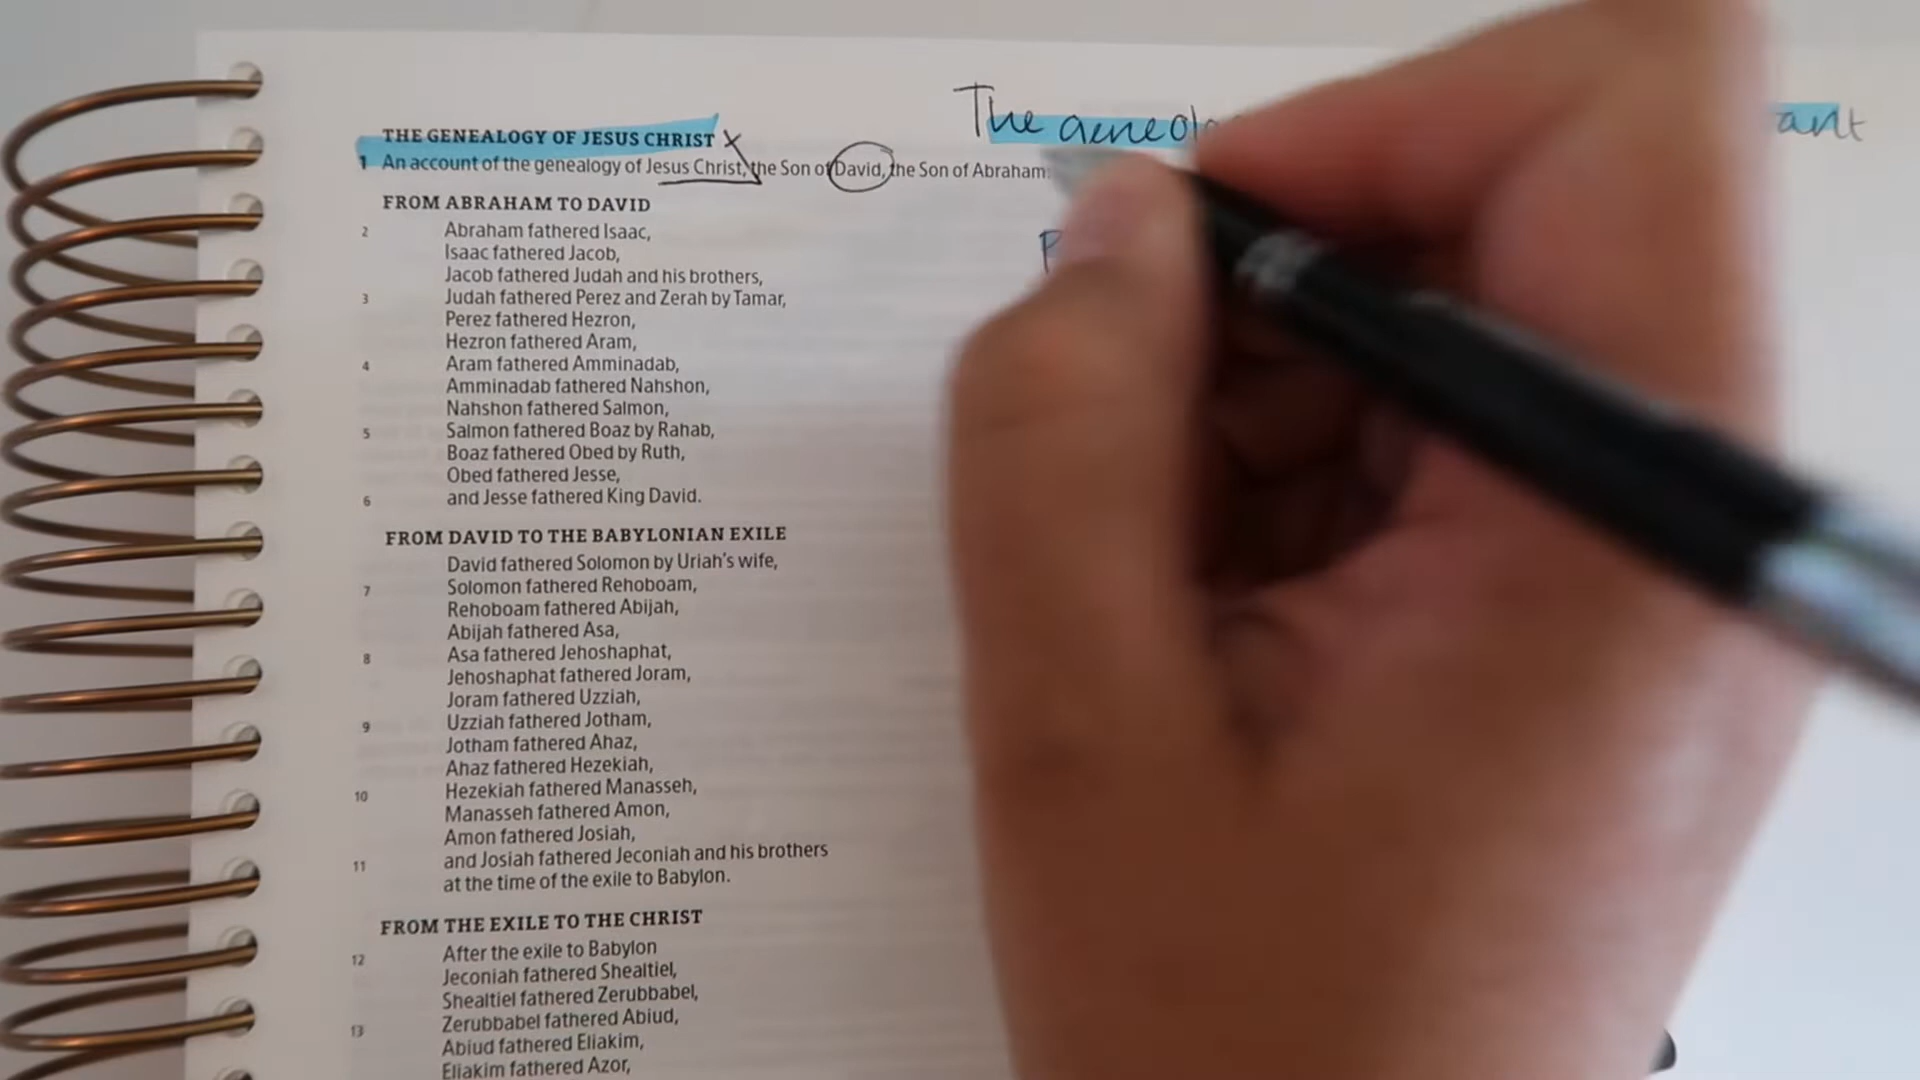 The
ant
THE GENEALOGY OF JESUS CHRIST x
1 An account of the genealogy of Jesus Christ, the Son of David, the Son of Abraham:
FROM ABRAHAM TO DAVID
2 Abraham fathered Isaac,
Isaac fathered Jacob,
Jacob fathered Judah and his brothers,
3 Judah fathered Perez and Zerah by Tamar,
Perez fathered Hezron,
Hezron fathered Aram,
4 Aram fathered Amminadab,
Amminadab fathered Nahshon,
Nahshon fathered Salmon,
5 Salmon fathered Boaz by Rahab,
Boaz fathered Obed by Ruth,
Obed fathered Jesse,
6 and Jesse fathered King David.
FROM DAVID TO THE BABYLONIAN EXILE
David fathered Solomon by Uriah's wife,
7 Solomon fathered Rehoboam,
Rehoboam fathered Abijah,
Abijah fathered Asa,
8 Asa fathered Jehoshaphat,
Jehoshaphat fathered Joram,
Joram fathered Uzziah,
9 Uzziah fathered Jotham,
Jotham fathered Ahaz,
Ahaz fathered Hezekiah,
10 Hezekiah fathered Manasseh,
Manasseh fathered Amon,
Amon fathered Josiah,
11 and Josiah fathered Jeconiah and his brothers
at the time of the exile to Babylon.
FROM THE EXILE TO THE CHRIST
12 After the exile to Babylon
Jeconiah fathered Shealtiel,
Shealtiel fathered Zerubbabel,
13 Zerubbabel fathered Abiud,
Abiud fathered Eliakim,
Eliakim fathered Azor,